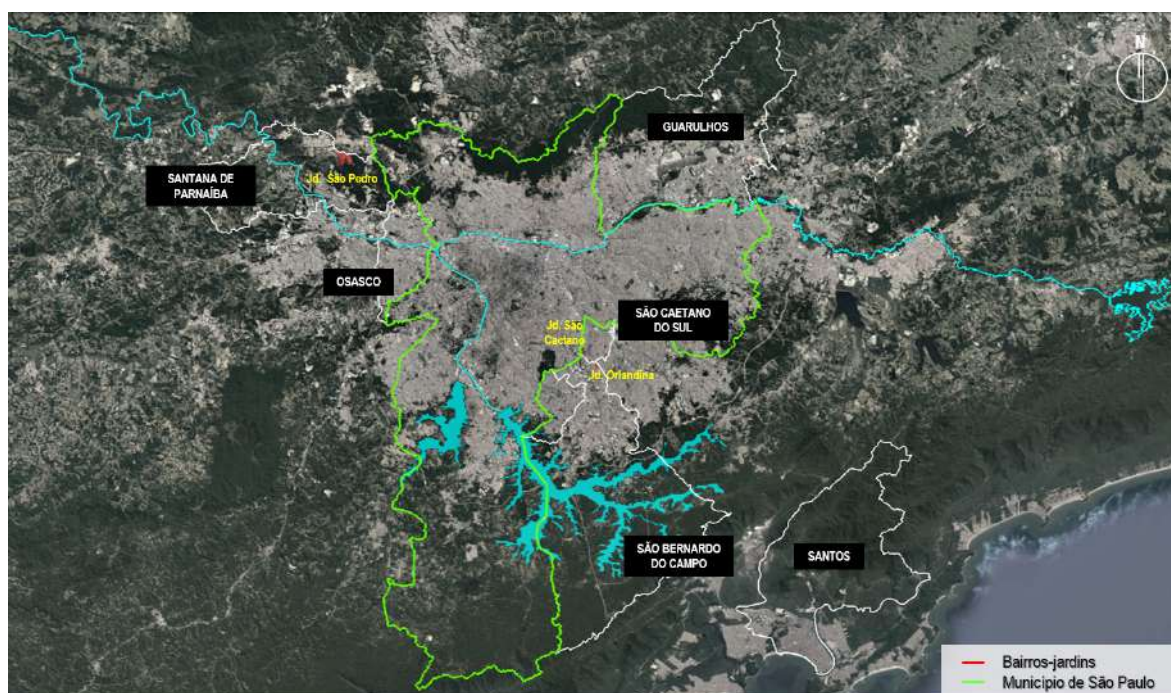 N
GUARULHOS
SANTANA DE
PARNAÍBA
Jd. São Pedro
OSASCO
SÃO CAETANO
DO SUL
Jd. São
Caetano
Jd. Orlandina
SÃO BERNARDO
DO CAMPO
SANTOS
Bairros-jardins
Município de São Paulo